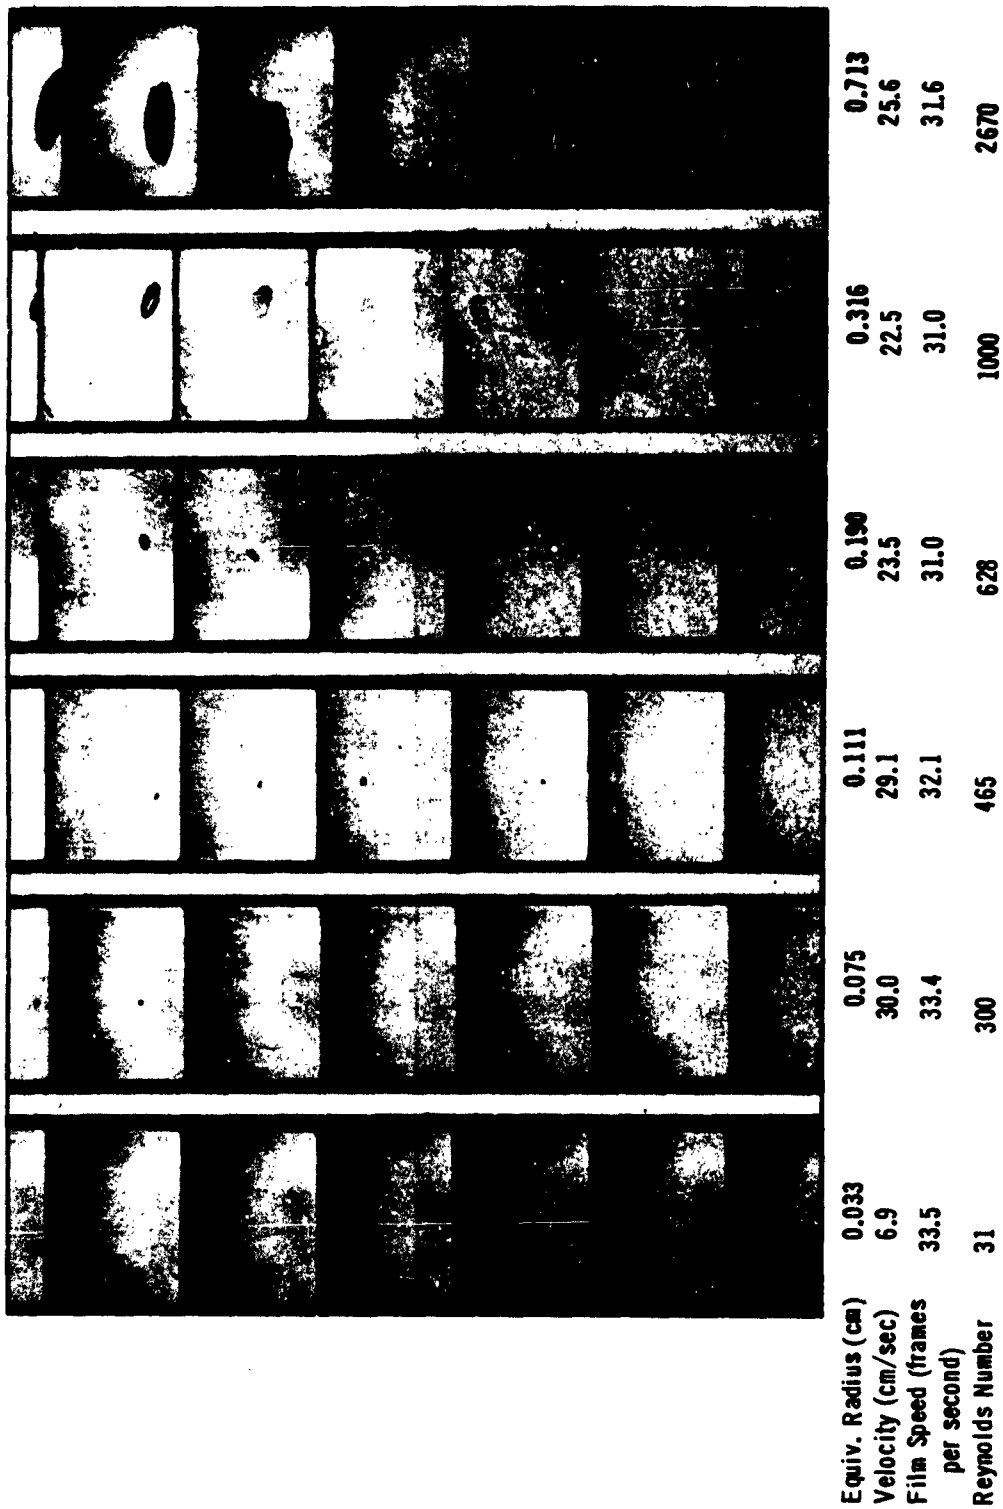 Equiv. Radius (cm) 0.033 0.075 0.111 0.190 0.316 0.713
Velocity (cm/sec) 6.9 30.0 29.1 23.5 22.5 25.6
Film Speed (frames per second) 33.5 33.4 32.1 31.0 31.0 31.6
Reynolds Number 31 300 465 628 1000 2670